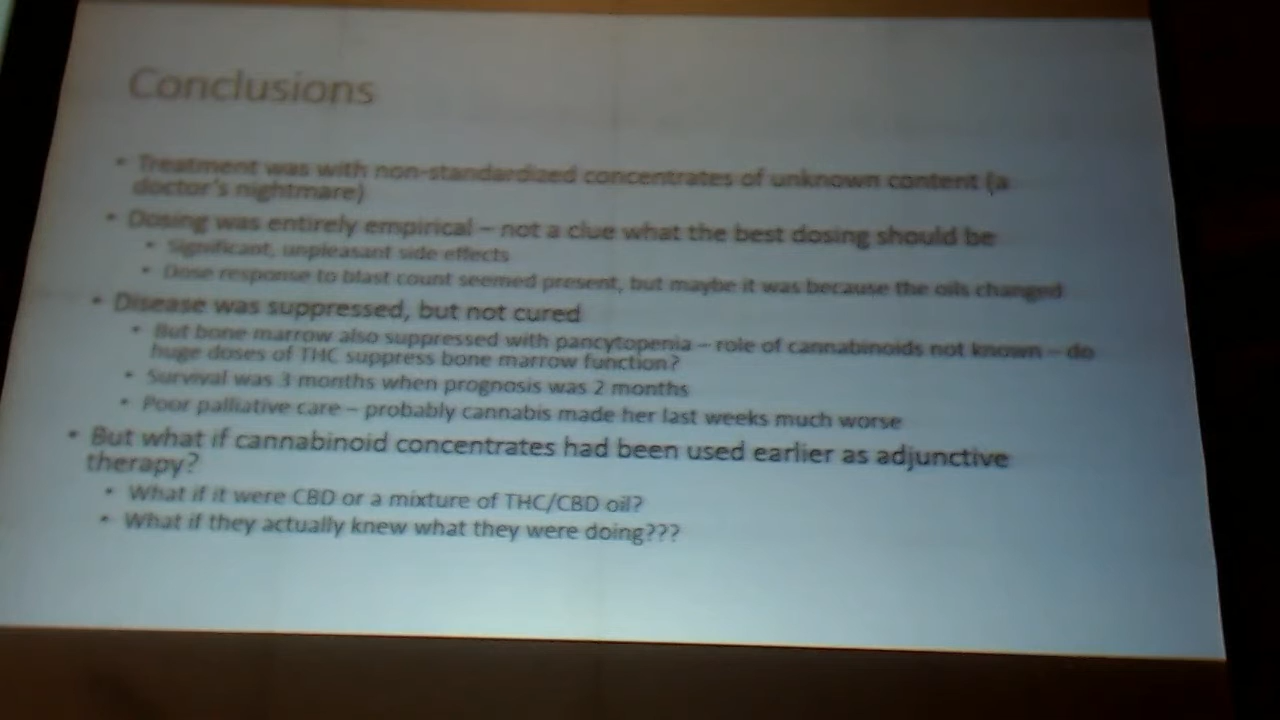 Conclusions
• Treatment was with non-standardized concentrates of unknown content (a
doctor's nightmare)
• Dosing was entirely empirical – not a clue what the best dosing should be
• Significant, unpleasant side effects
• Dose response to blast count seemed present, but maybe it was because the oils changed
• Disease was suppressed, but not cured
• But bone marrow also suppressed with pancytopenia – role of cannabinoids not known – do
huge doses of THC suppress bone marrow function?
• Survival was 3 months when prognosis was 2 months
• Poor palliative care – probably cannabis made her last weeks much worse
• But what if cannabinoid concentrates had been used earlier as adjunctive
therapy?
• What if it were CBD or a mixture of THC/CBD oil?
• What if they actually knew what they were doing???